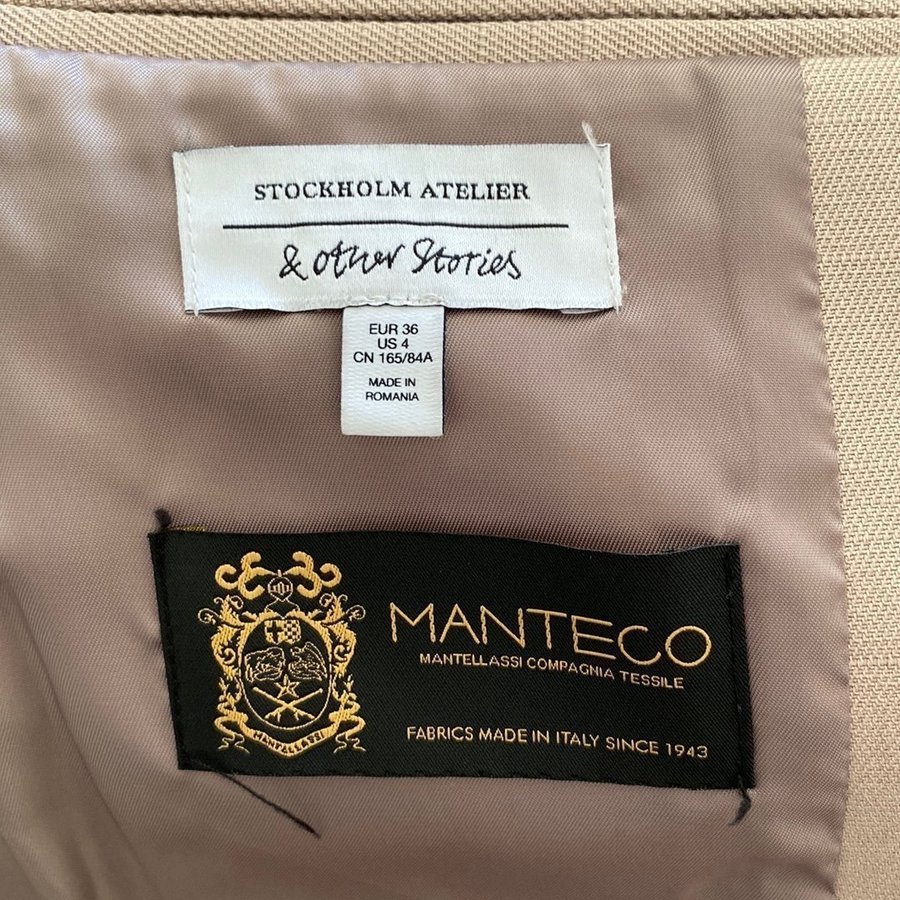 STOCKHOLM ATELIER
& other Stories
EUR 36
US 4
CN 165/84A
MADE IN
ROMANIA
MANTECO
MANTELLASSI COMPAGNIA TESSILE
FABRICS MADE IN ITALY SINCE 1943
MANTELLASSI